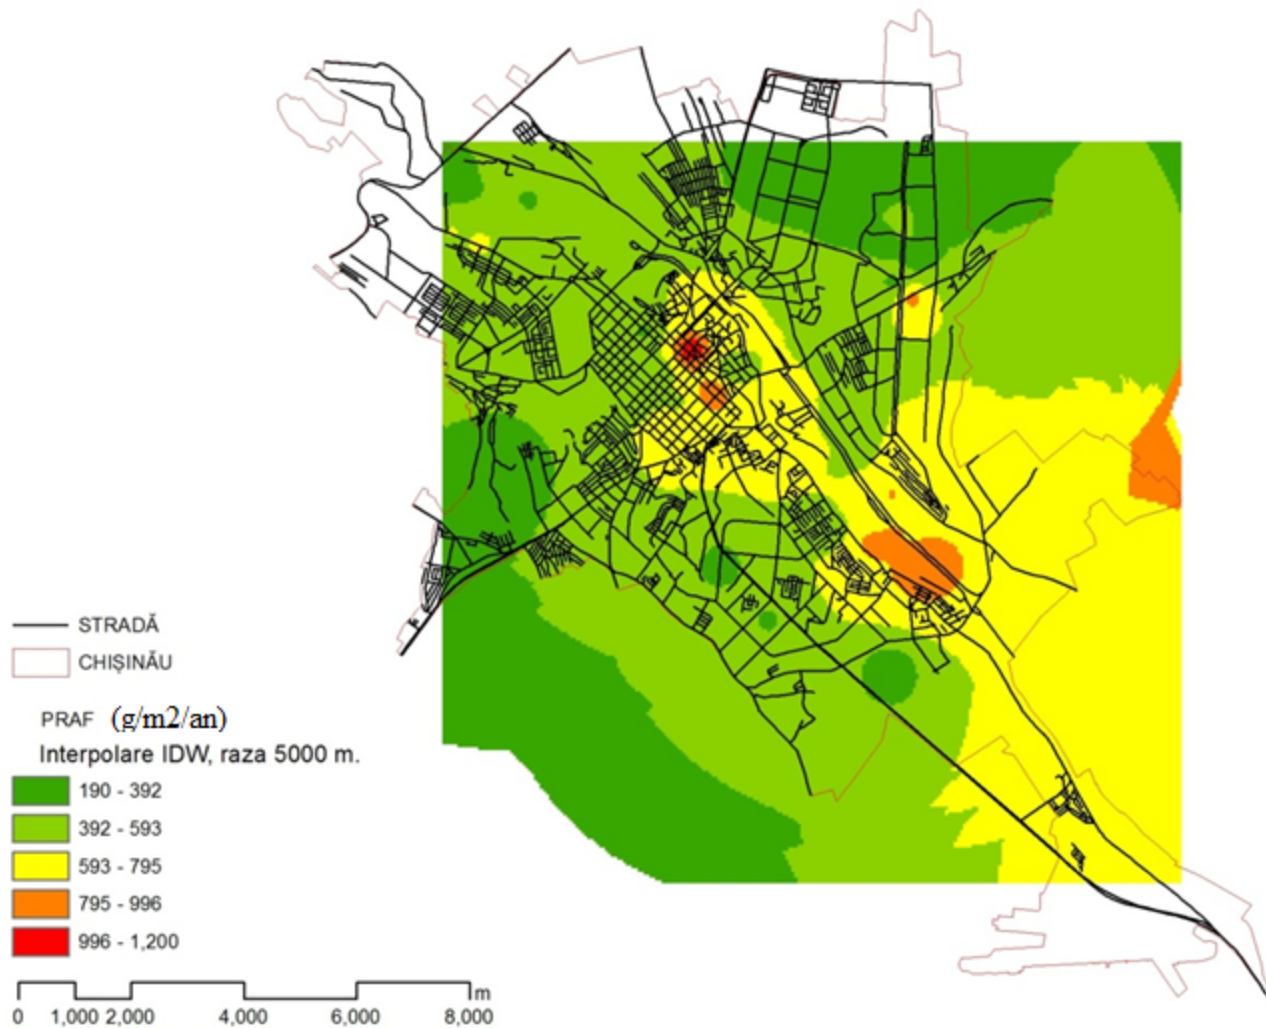 STRADĂ
CHIȘINĂU
PRAF (g/m2/an)
Interpolare IDW, raza 5000 m.
190 - 392
392 - 593
593 - 795
795 - 996
996 - 1,200
0 1,000 2,000 4,000 6,000 8,000 m